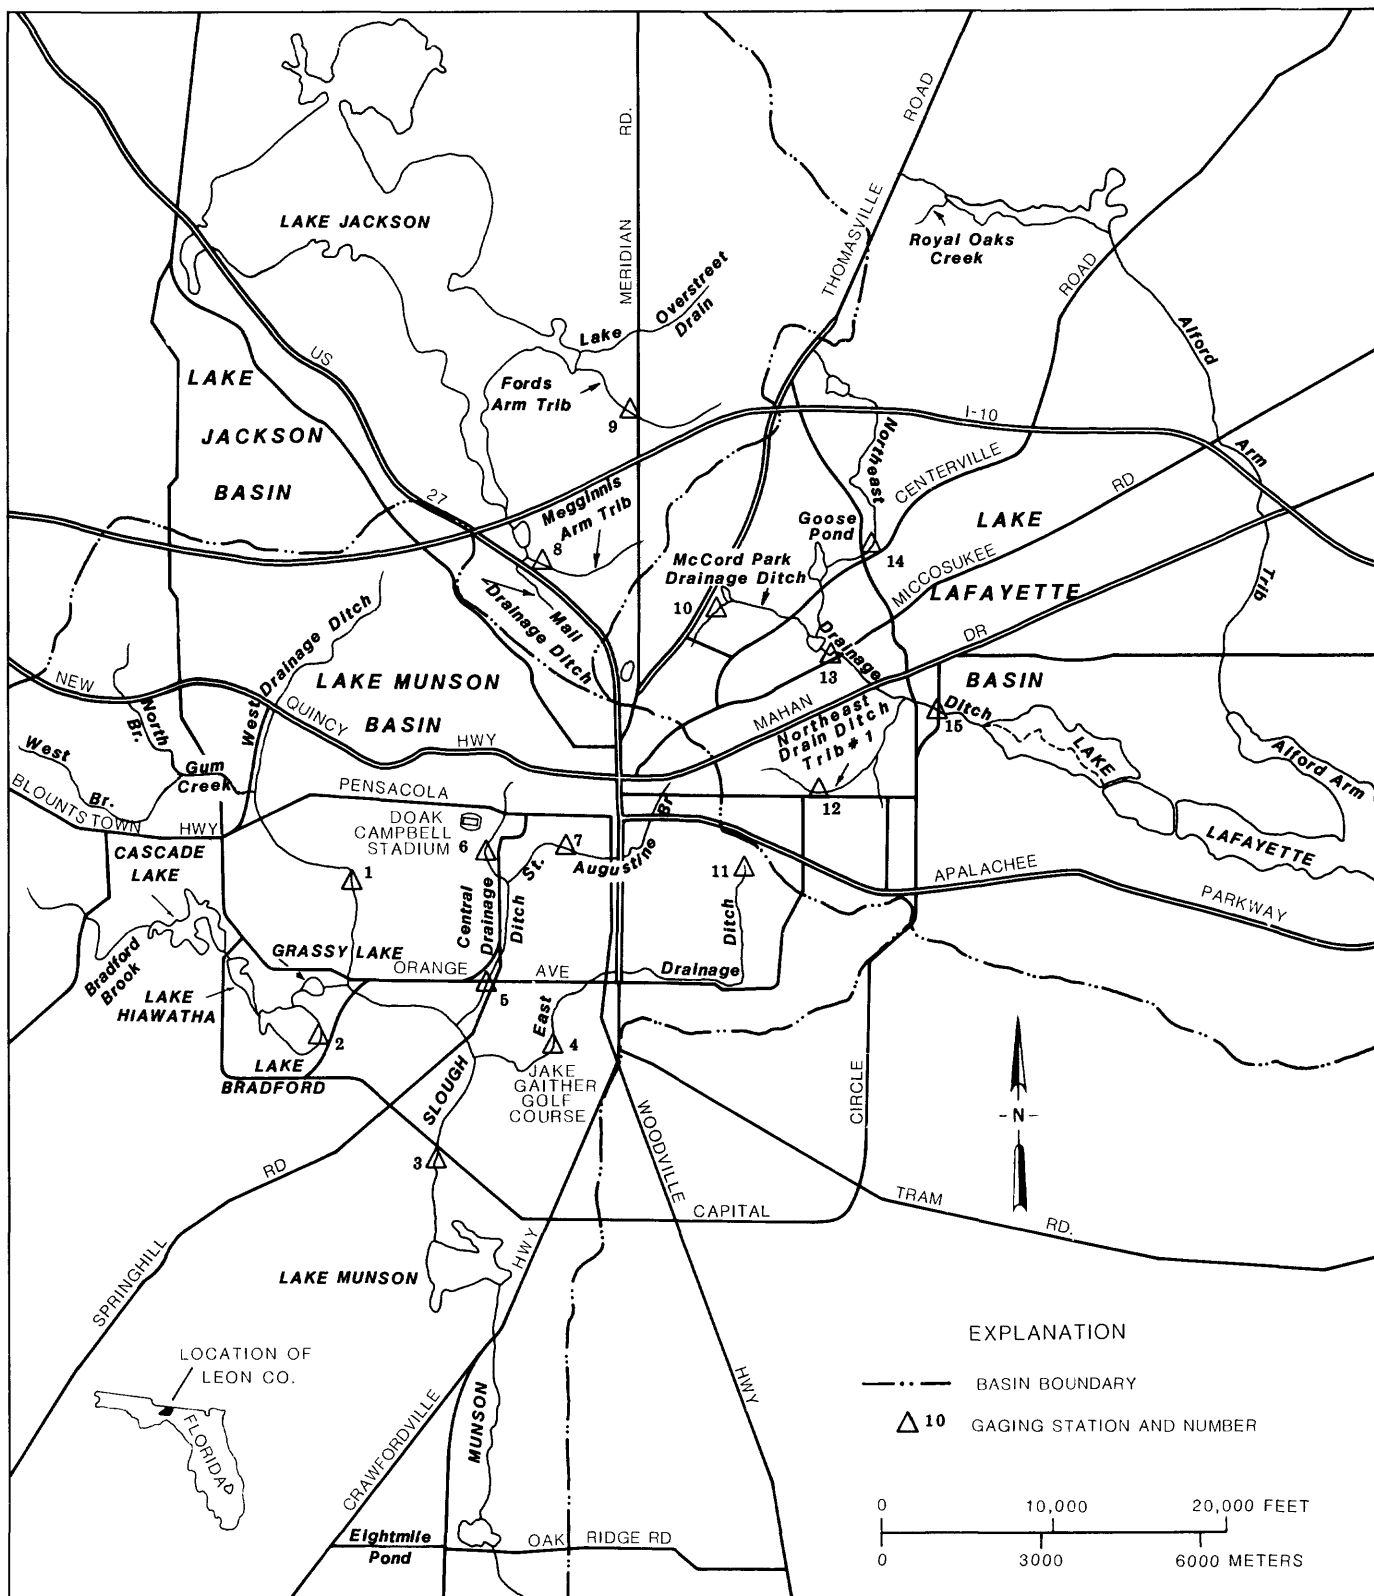 ROAD
RD.
THOMASVILLE
LAKE JACKSON
MERIDIAN
Royal Oaks
Creek
ROAD
Overstreet
Lake
Drain
Alford
US
LAKE
Fords
Arm Trib
9
I-10
JACKSON
Northeast
CENTERVILLE
Arm
RD
BASIN
27
Megginnis
Arm Trib
Goose
Pond
LAKE
8
14
McCord Park
Drainage Ditch
10
MICCOSUKEE
LAFAYETTE
Trib
Mall
Drainage Ditch
West Drainage Ditch
Drainage
DR
13
NEW
LAKE MUNSON
BASIN
QUINCY
HWY
MAHAN
BASIN
Ditch
15
Northeast
Drain Ditch
Trib # 1
North
Br.
West
Br.
Gum
Creek
LAKE
Alford Arm
BLOUNTSTOWN
HWY
PENSACOLA
12
DOAK
CAMPBELL
STADIUM
6
7
St.
Augustine
Br
LAFAYETTE
CASCADE
LAKE
1
11
APALACHEE
PARKWAY
Central
Drainage
Ditch
Ditch
GRASSY LAKE
ORANGE
AVE
Drainage
Bradford
Brook
LAKE
HIAWATHA
5
East
2
4
LAKE
BRADFORD
SLOUGH
JAKE
GAITHER
GOLF
COURSE
CIRCLE
- N -
WOODVILLE
3
RD
CAPITAL
TRAM
RD.
SPRINGHILL
HWY
LAKE MUNSON
EXPLANATION
LOCATION OF
LEON CO.
BASIN BOUNDARY
HWY
10
GAGING STATION AND NUMBER
FLORIDA
CRAWFORDVILLE
MUNSON
0 10,000 20,000 FEET
Eightmile
Pond
OAK RIDGE RD
0 3000 6000 METERS